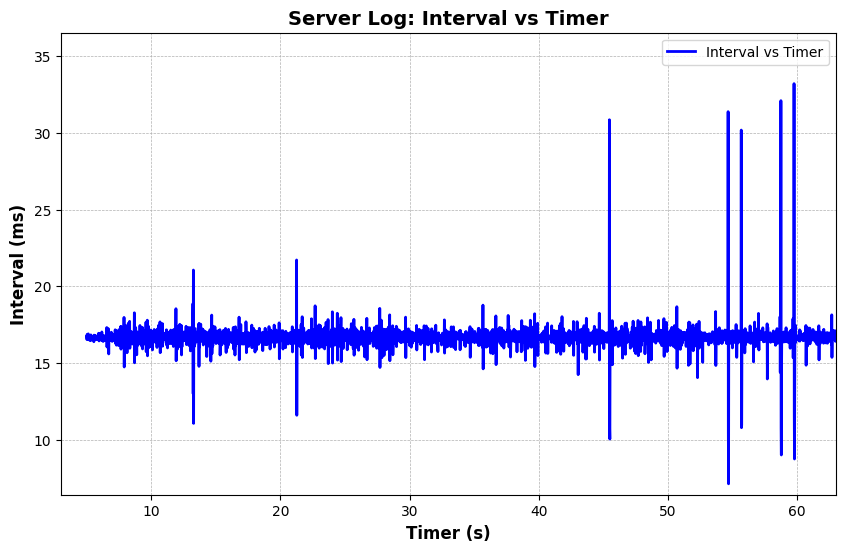 Server Log: Interval vs Timer
Interval vs Timer
35
30
25
20
15
10
Interval (ms)
10 20 30 40 50 60
Timer (s)